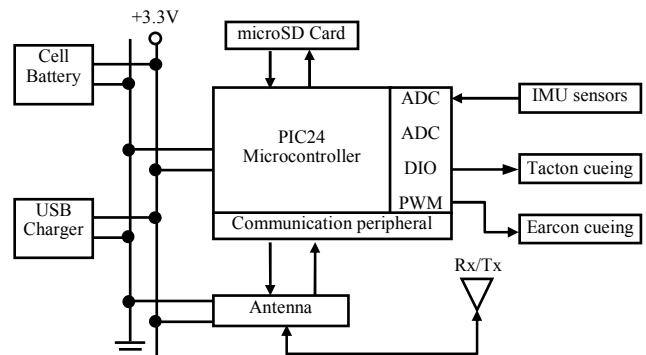 +3.3V
Cell
Battery
microSD Card
PIC24
Microcontroller
ADC
ADC
DIO
PWM
IMU sensors
Tacton cueing
Earcon cueing
USB
Charger
Communication peripheral
Antenna
Rx/Tx